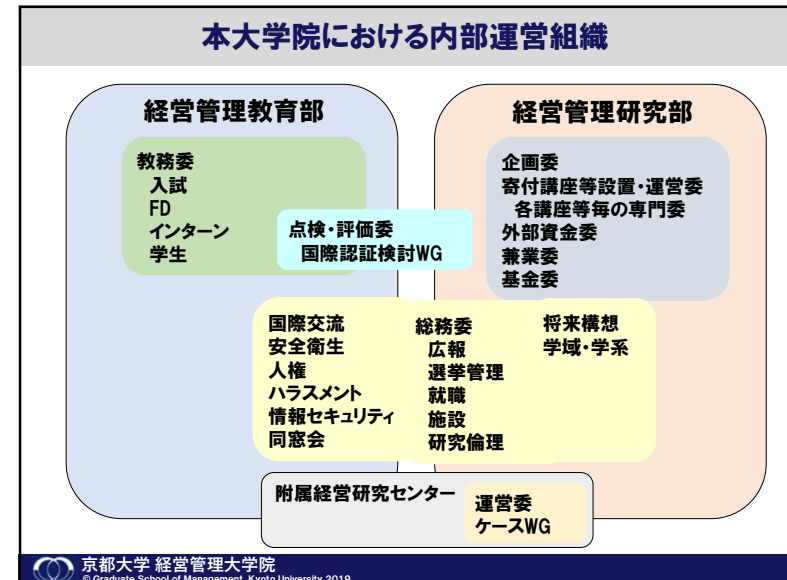 本大学院における内部運営組織
経営管理教育部
教務委
入試
FD
インターン
学生
点検・評価委
国際認証検討WG
経営管理研究部
企画委
寄付講座等設置・運営委
各講座等毎の専門委
外部資金委
兼業委
基金委
国際交流
安全衛生
人権
ハラスメント
情報セキュリティ
同窓会
総務委
広報
選挙管理
就職
施設
研究倫理
将来構想
学域・学系
附属経営研究センター
運営委
ケースWG
京都大学 経営管理大学院
© Graduate School of Management, Kyoto University 2019